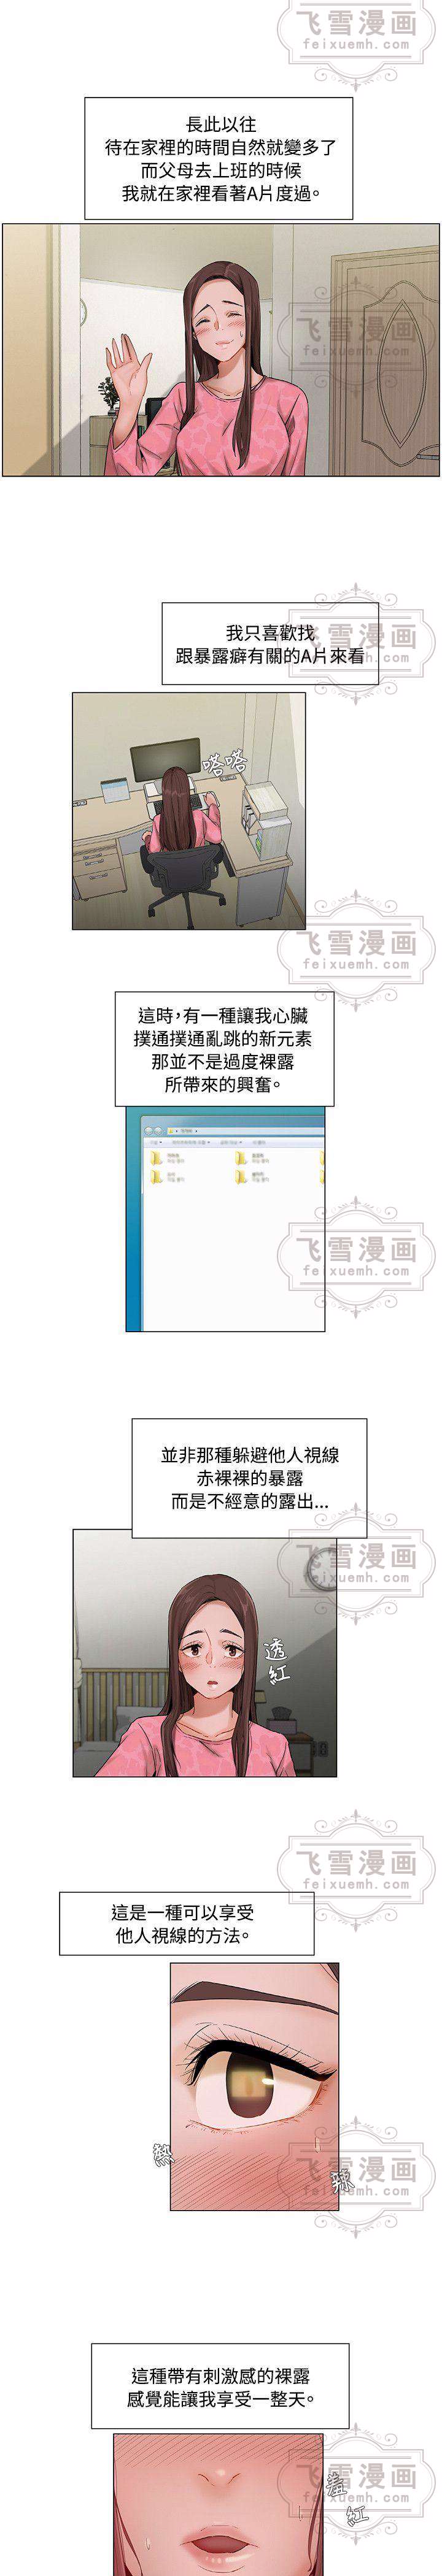 飞雪漫画
feixuemh.com
長此以往
待在家裡的時間自然就變多了
而父母去上班的時候
我就在家裡看著A片度過。
飞雪漫画
feixuemh.com
飞雪漫画
feixuemh.com
我只喜歡找
跟暴露癖有關的A片來看
嗒嗒
飞雪漫画
feixuemh.com
這時,有一種讓我心臟
撲通撲通亂跳的新元素
那並不是過度裸露
所帶來的興奮。
飞雪漫画
feixuemh.com
並非那種躲避他人視線
赤裸裸的暴露
而是不經意的露出...
飞雪漫画
feixuemh.com
透
紅
飞雪漫画
feixuemh.com
這是一種可以享受
他人視線的方法。
熱
辣
飞雪漫画
feixuemh.com
這種帶有刺激感的裸露
感覺能讓我享受一整天。
飞雪漫画
feixuemh.com
羞
紅